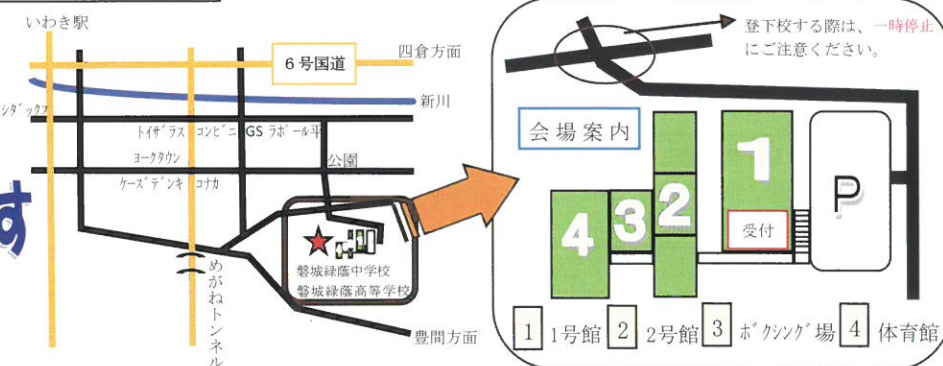 いわき駅
6号国道
四倉方面
新川
シダックス
トイザラス コンビニ GS ラポール平
ヨークタウン
公園
ケーズデンキ コナカ
す
磐城緑蔭中学校
磐城緑蔭高等学校
めがねトンネル
豊間方面
登下校する際は、一時停止
にご注意ください。
会場案内
1
2
3
4
P
受付
1 1号館 2 2号館 3 ボクシング場 4 体育館